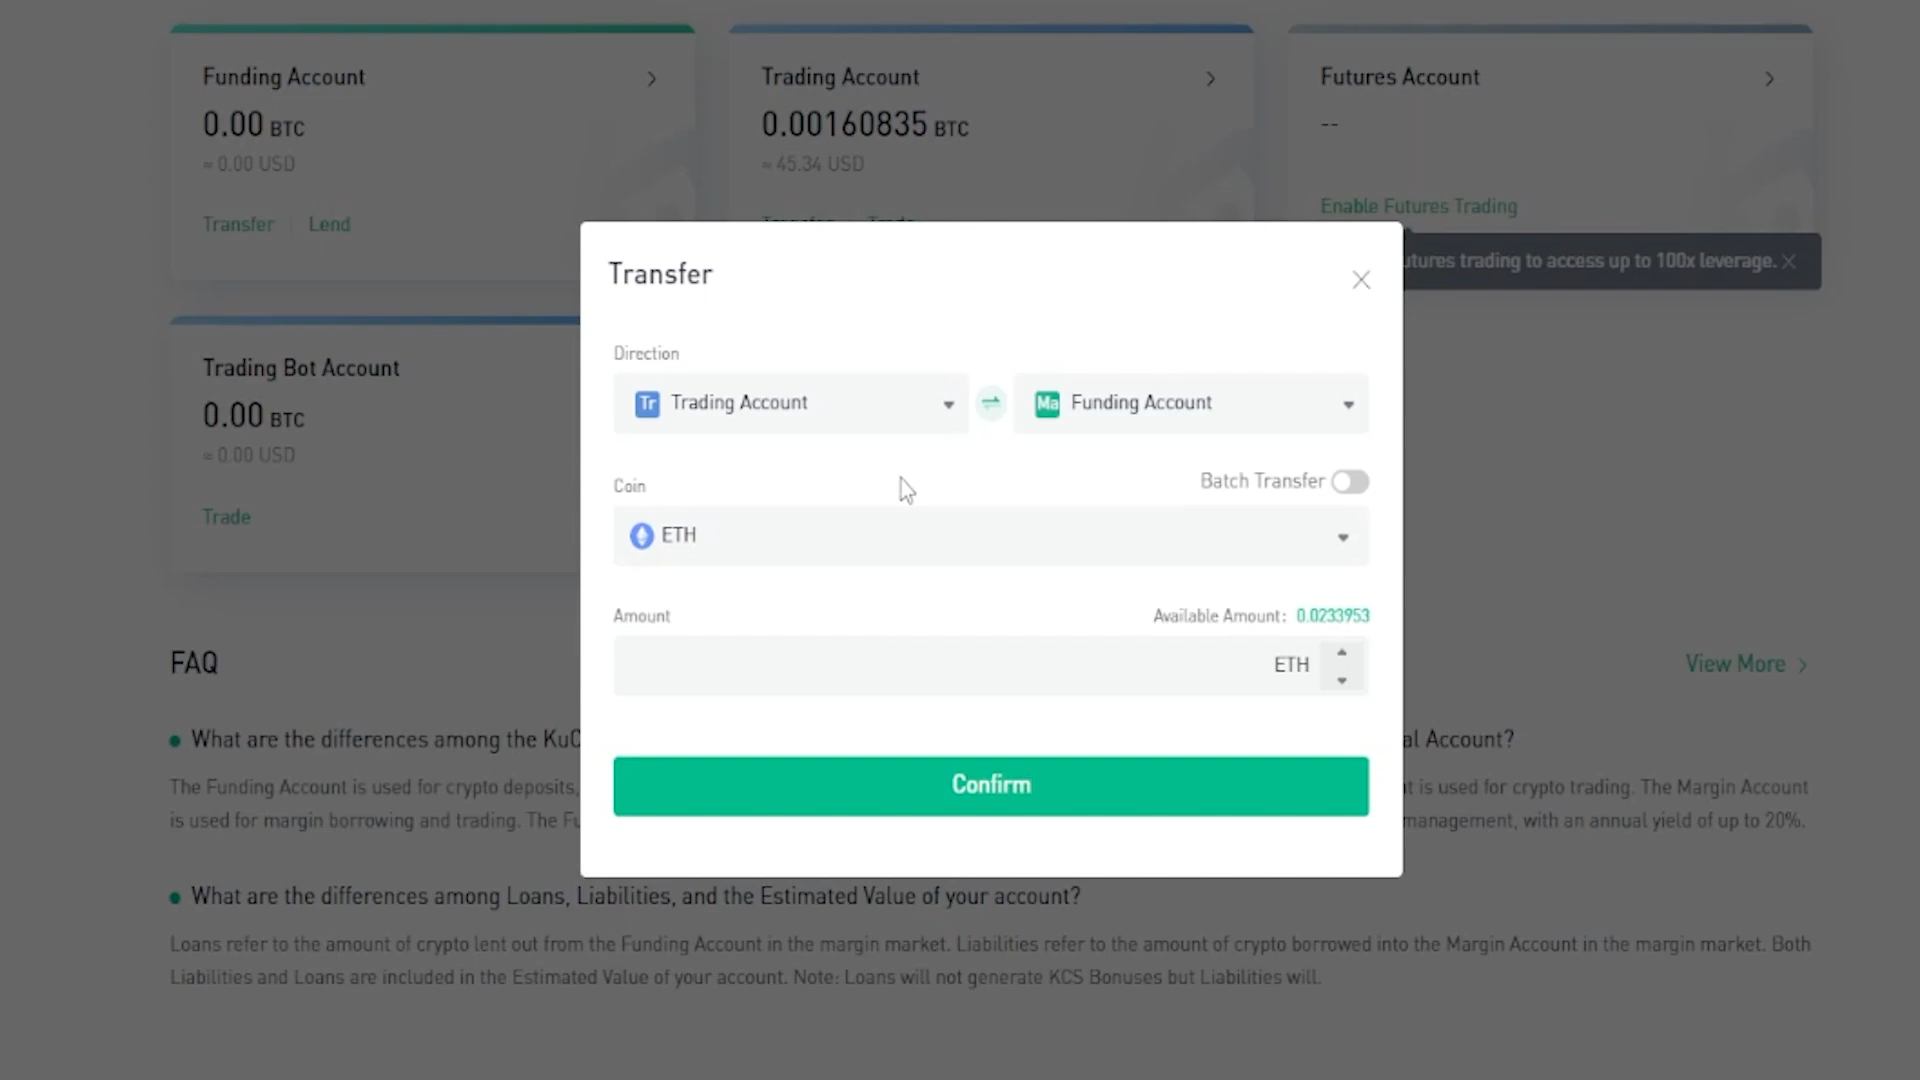 Funding Account
0.00 BTC
≈ 0.00 USD
Transfer Lend
Trading Account
0.00160835 BTC
≈ 45.34 USD
Futures Account
--
Enable Futures Trading
utures trading to access up to 100x leverage.
Trading Bot Account
0.00 BTC
≈ 0.00 USD
Trade
Transfer
Direction
Tr Trading Account
Ma Funding Account
Coin
Batch Transfer
ETH
Amount
Available Amount: 0.0233953
ETH
Confirm
FAQ
View More
What are the differences among the KuC al Account?
The Funding Account is used for crypto deposits, t is used for crypto trading. The Margin Account
is used for margin borrowing and trading. The Fu management, with an annual yield of up to 20%.
What are the differences among Loans, Liabilities, and the Estimated Value of your account?
Loans refer to the amount of crypto lent out from the Funding Account in the margin market. Liabilities refer to the amount of crypto borrowed into the Margin Account in the margin market. Both
Liabilities and Loans are included in the Estimated Value of your account. Note: Loans will not generate KCS Bonuses but Liabilities will.